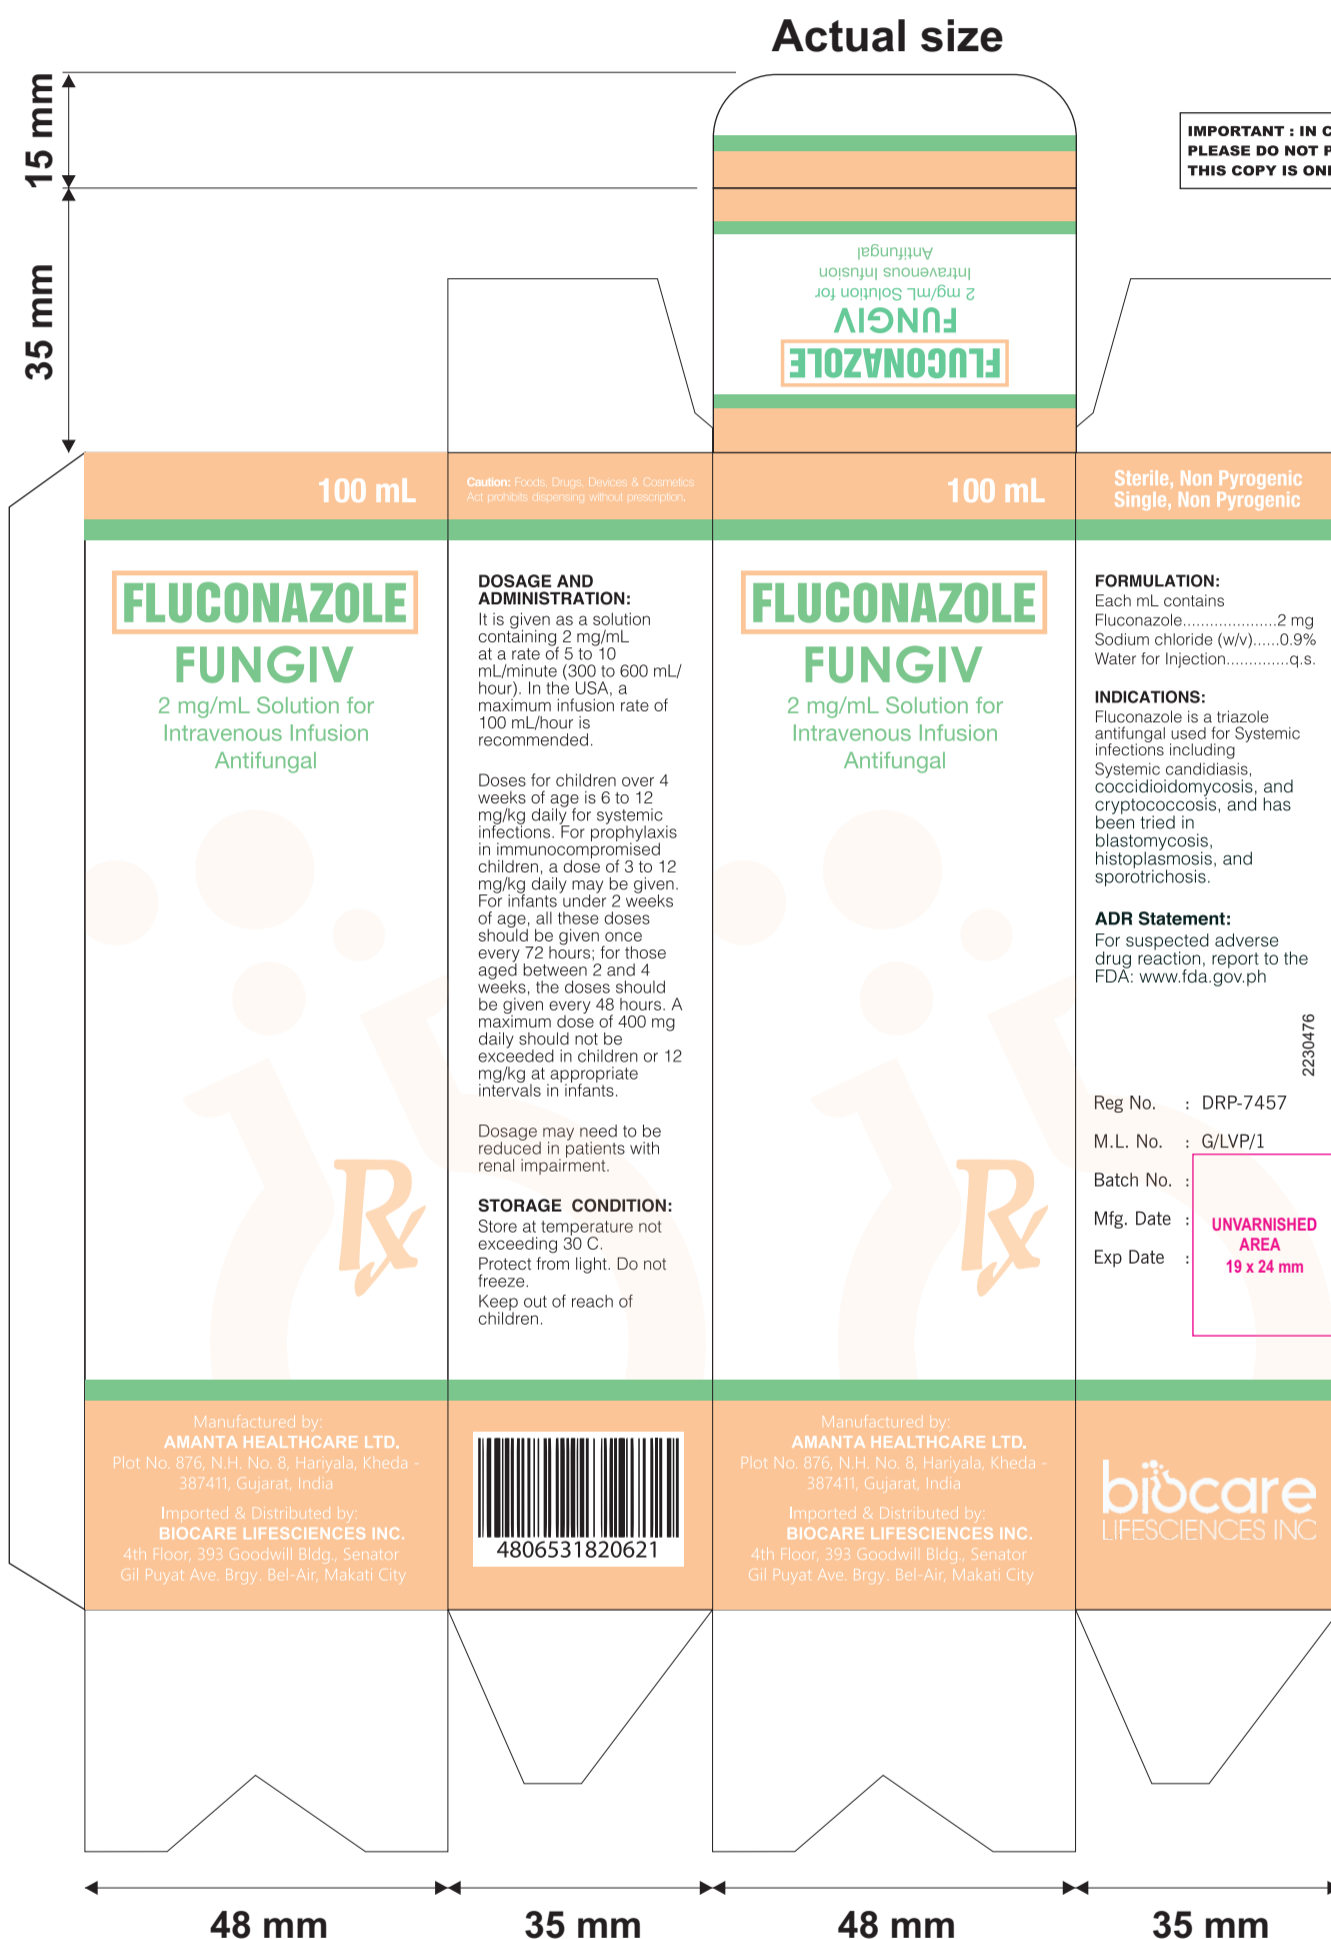 Actual size
15 mm
35 mm
IMPORTANT : IN
PLEASE DO NOT
THIS COPY IS
Antifungal
Intravenous Infusion
2 mg/mL Solution for
FUNGIV
FLUCONAZOLE
100 mL
FLUCONAZOLE
FUNGIV
2 mg/mL Solution for
Intravenous Infusion
Antifungal
Rx
Manufactured by:
AMANTA HEALTHCARE LTD.
Plot No. 876, N.H. No. 8, Hariyala, Kheda -
387411, Gujarat, India
Imported & Distributed by:
BIOCARE LIFESCIENCES INC.
4th Floor, 393 Goodwill Bldg., Senator
Gil Puyat Ave. Brgy. Bel-Air, Makati City
Caution: Foods, Drugs, Devices & Cosmetics
Act prohibits dispensing without prescription.
DOSAGE AND
ADMINISTRATION:
It is given as a solution
containing 2 mg/mL
at a rate of 5 to 10
mL/minute (300 to 600 mL/
hour). In the USA, a
maximum infusion rate of
100 mL/hour is
recommended.
Doses for children over 4
weeks of age is 6 to 12
mg/kg daily for systemic
infections. For prophylaxis
in immunocompromised
children, a dose of 3 to 12
mg/kg daily may be given.
For infants under 2 weeks
of age, all these doses
should be given once
every 72 hours; for those
aged between 2 and 4
weeks, the doses should
be given every 48 hours. A
maximum dose of 400 mg
daily should not be
exceeded in children or 12
mg/kg at appropriate
intervals in infants.
Dosage may need to be
reduced in patients with
renal impairment.
STORAGE CONDITION:
Store at temperature not
exceeding 30 C.
Protect from light. Do not
freeze.
Keep out of reach of
children.
4806531820621
100 mL
FLUCONAZOLE
FUNGIV
2 mg/mL Solution for
Intravenous Infusion
Antifungal
Rx
Manufactured by:
AMANTA HEALTHCARE LTD.
Plot No. 876, N.H. No. 8, Hariyala, Kheda -
387411, Gujarat, India
Imported & Distributed by:
BIOCARE LIFESCIENCES INC.
4th Floor, 393 Goodwill Bldg., Senator
Gil Puyat Ave. Brgy. Bel-Air, Makati City
Sterile, Non Pyrogenic
Single, Non Pyrogenic
FORMULATION:
Each mL contains
Fluconazole.....................2 mg
Sodium chloride (w/v)......0.9%
Water for Injection..............q.s.
INDICATIONS:
Fluconazole is a triazole
antifungal used for Systemic
infections including
Systemic candidiasis,
coccidioidomycosis, and
cryptococcosis, and has
been tried in
blastomycosis,
histoplasmosis, and
sporotrichosis.
ADR Statement:
For suspected adverse
drug reaction, report to the
FDA: www.fda.gov.ph
2230476
Reg No. : DRP-7457
M.L. No. : G/LVP/1
Batch No. :
Mfg. Date :
Exp Date :
UNVARNISHED
AREA
19 x 24 mm
biocare
LIFESCIENCES INC
48 mm
35 mm
48 mm
35 mm